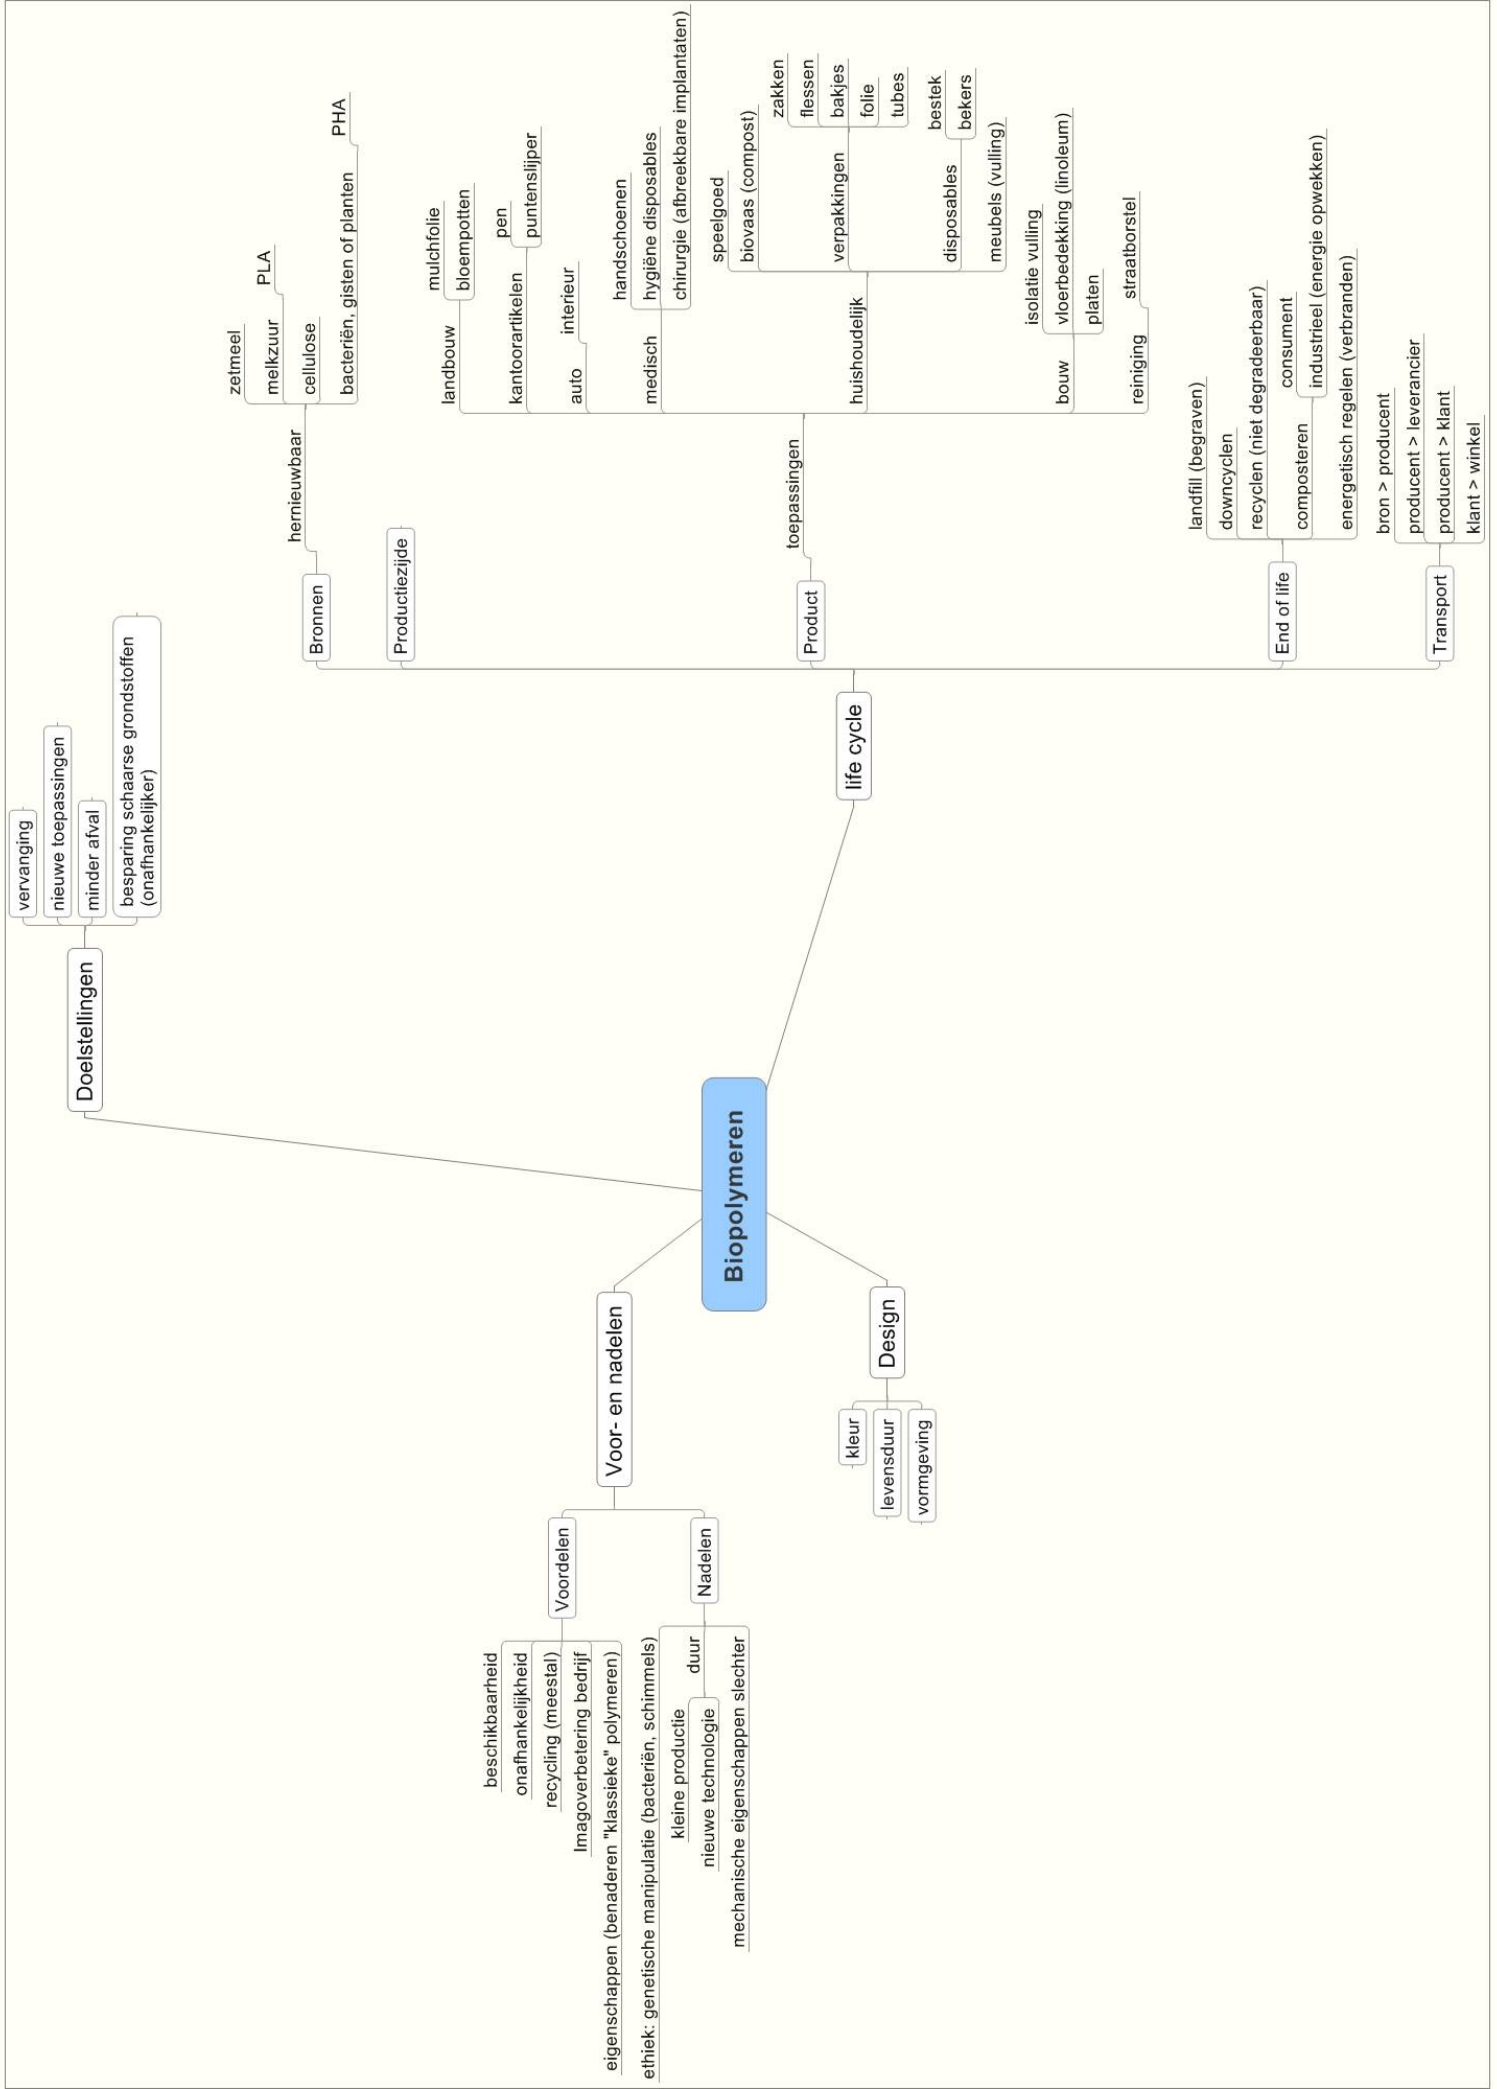 Biopolymeren
Doelstellingen
vervanging
nieuwe toepassingen
minder afval
besparing schaarse grondstoffen
(onafhankelijker)
life cycle
Bronnen
hernieuwbaar
zetmeel
melkzuur
PLA
cellulose
bacteriën, gisten of planten
PHA
Productiezijde
Product
toepassingen
landbouw
mulchfolie
bloempotten
kantoorartikelen
pen
puntenslijper
auto
interieur
medisch
handschoenen
hygiëne disposables
chirurgie (afbreekbare implantaten)
huishoudelijk
speelgoed
biovaas (compost)
verpakkingen
zakken
flessen
bakjes
folie
tubes
disposables
bestek
bekers
meubels (vulling)
bouw
isolatie vulling
vloerbedekking (linoleum)
platen
reiniging
straatborstel
End of life
landfill (begraven)
downcyclen
recyclen (niet degradeerbaar)
composteren
consument
industrieel (energie opwekken)
energetisch regelen (verbranden)
Transport
bron > producent
producent > leverancier
producent > klant
klant > winkel
Voor- en nadelen
Voordelen
beschikbaarheid
onafhankelijkheid
recycling (meestal)
Imagoverbetering bedrijf
eigenschappen (benaderen "klassieke" polymeren)
Nadelen
ethiek: genetische manipulatie (bacteriën, schimmels)
duur
kleine productie
nieuwe technologie
mechanische eigenschappen slechter
Design
kleur
levensduur
vormgeving